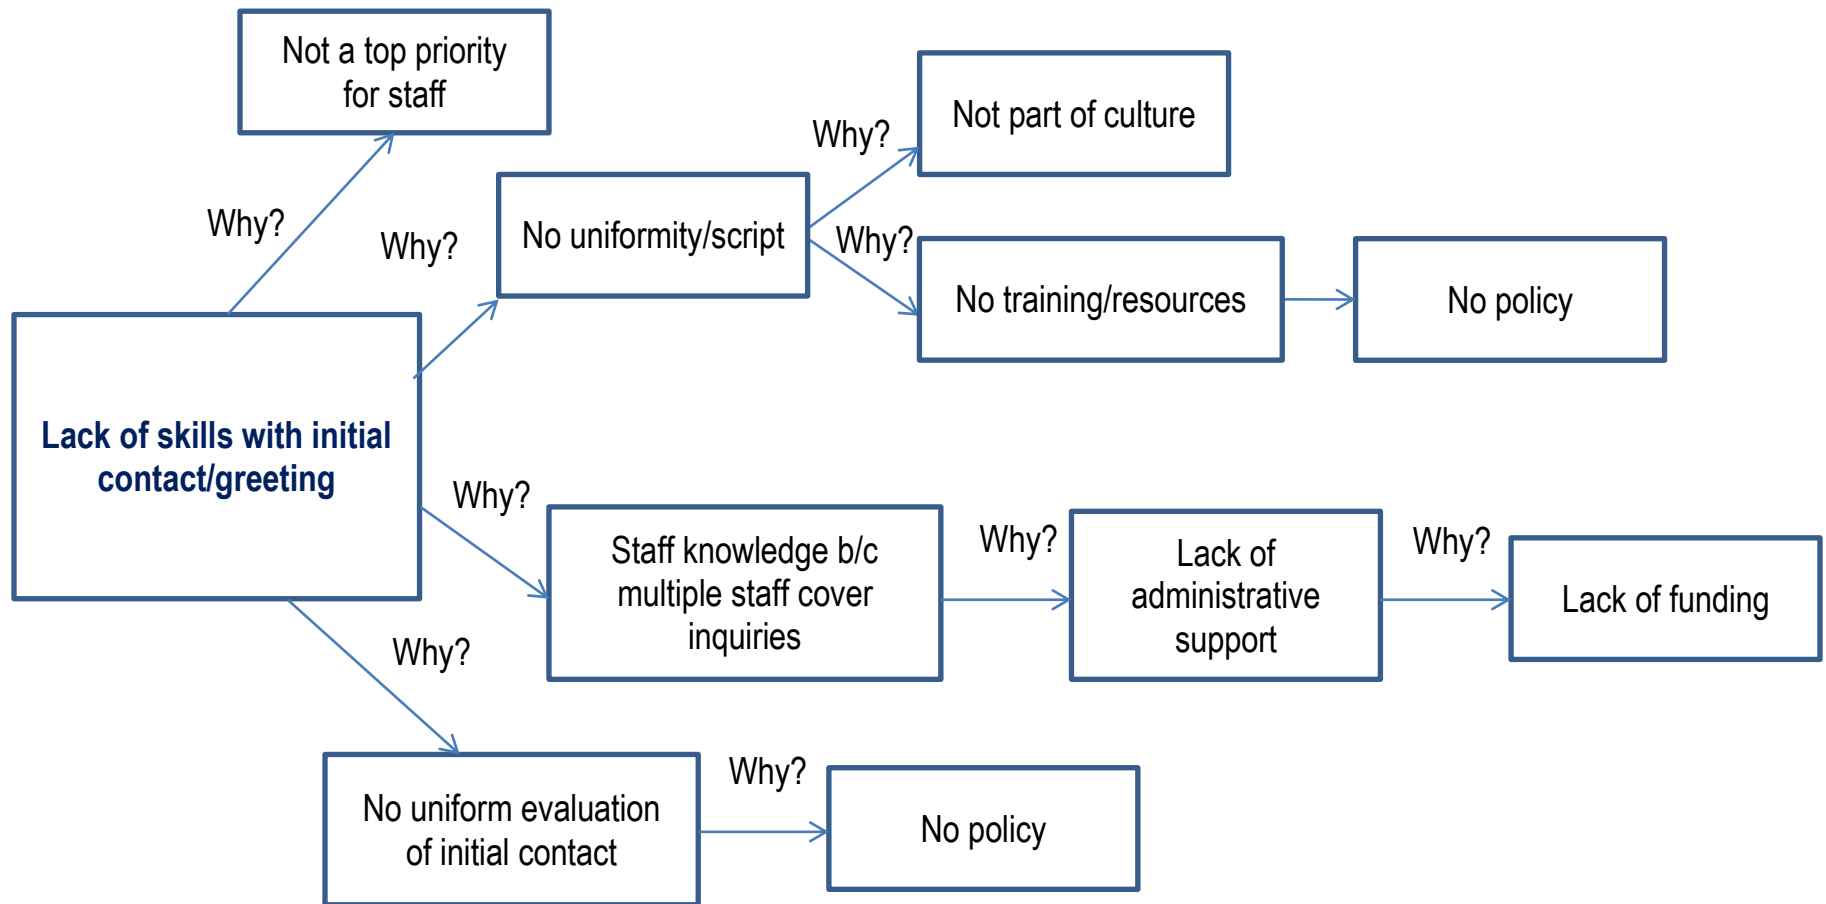 Not a top priority
for staff
Why?
Lack of skills with initial
contact/greeting
Why?
No uniformity/script
Why?
Not part of culture
Why?
No training/resources
No policy
Why?
Staff knowledge b/c
multiple staff cover
inquiries
Why?
Lack of
administrative
support
Why?
Lack of funding
Why?
No uniform evaluation
of initial contact
Why?
No policy